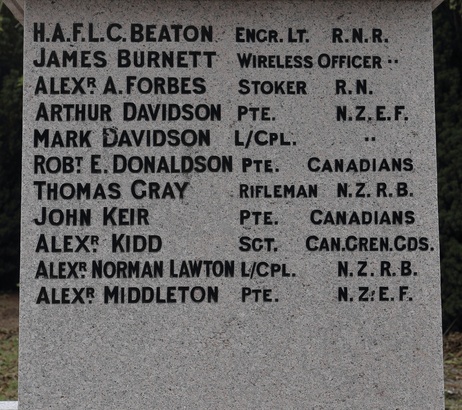 H.A.F.L.C. BEATON ENGR. LT. R.N.R.
JAMES BURNETT WIRELESS OFFICER ··
ALEXR A. FORBES STOKER R.N.
ARTHUR DAVIDSON PTE. N.Z.E.F.
MARK DAVIDSON L/CPL. ··
ROBT. E. DONALDSON PTE. CANADIANS
THOMAS GRAY RIFLEMAN N.Z.R.B.
JOHN KEIR PTE. CANADIANS
ALEXR. KIDD SGT. CAN.GREN.GDS.
ALEXR NORMAN LAWTON L/CPL. N.Z.R.B.
ALEXR MIDDLETON PTE. N.Z.E.F.